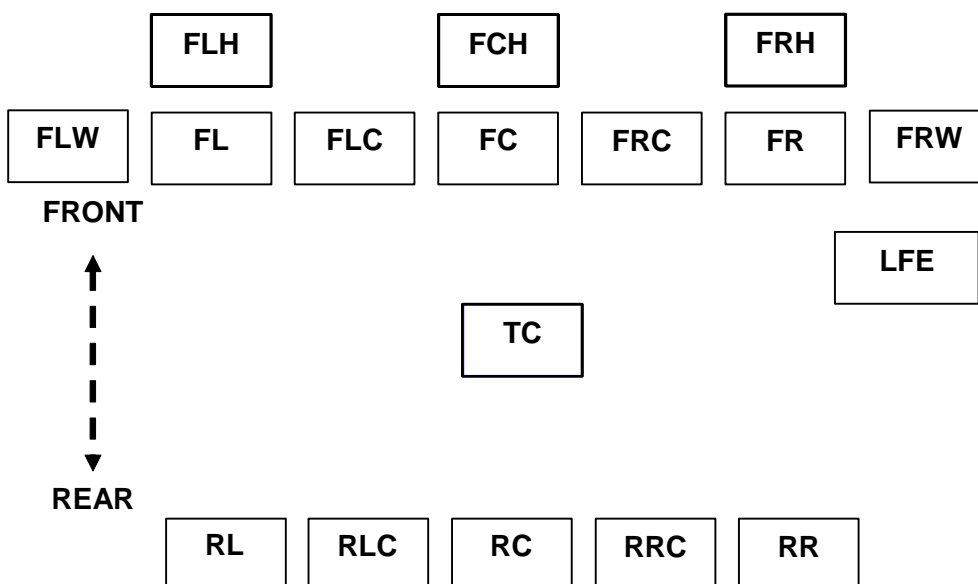 FLH FCH FRH
FLW FL FLC FC FRC FR FRW
FRONT
LFE
TC
REAR
RL RLC RC RRC RR